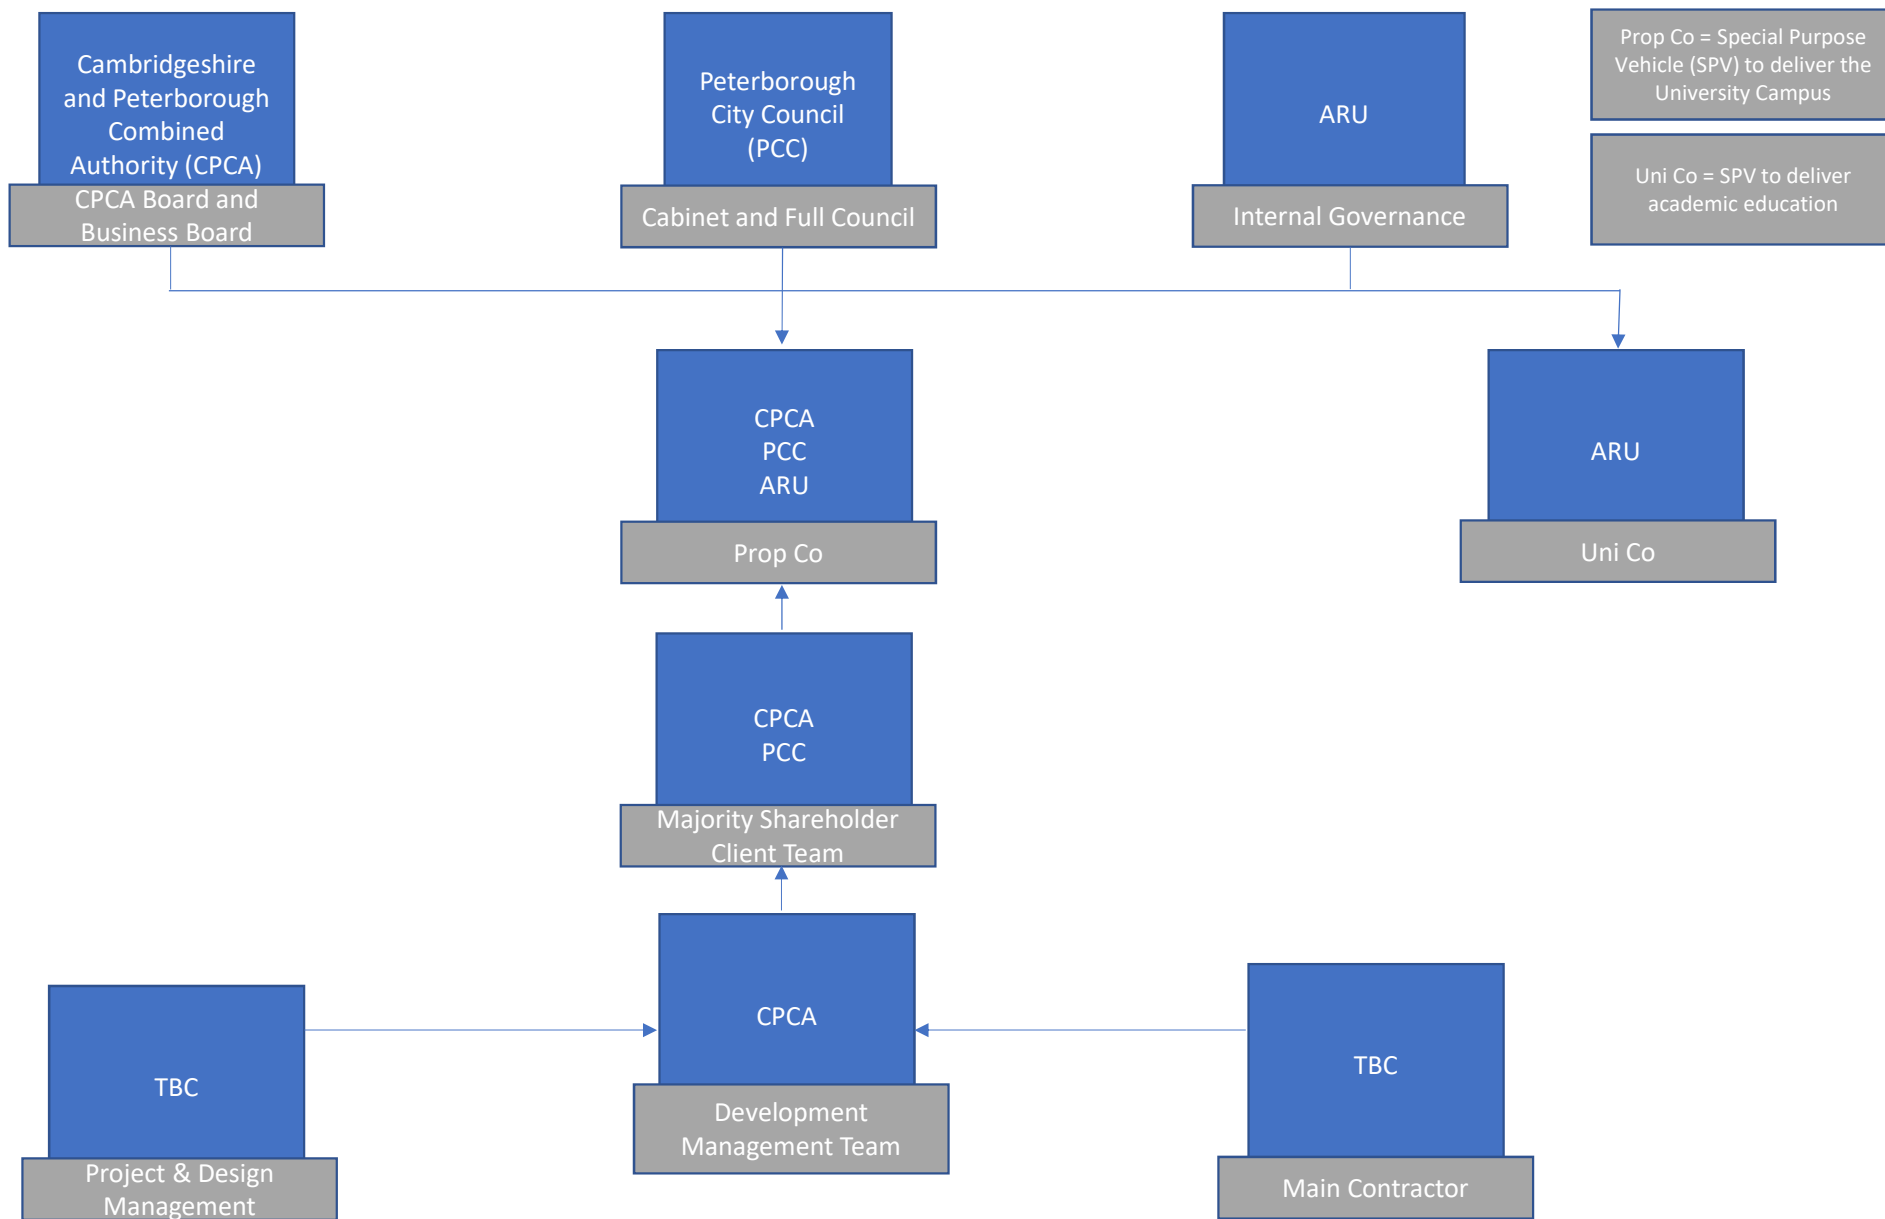 Cambridgeshire
and Peterborough
Combined
Authority (CPCA)
CPCA Board and
Business Board
Peterborough
City Council
(PCC)
Cabinet and Full Council
ARU
Internal Governance
Prop Co = Special Purpose
Vehicle (SPV) to deliver the
University Campus
Uni Co = SPV to deliver
academic education
CPCA
PCC
ARU
Prop Co
ARU
Uni Co
CPCA
PCC
Majority Shareholder
Client Team
TBC
Project & Design
Management
CPCA
Development
Management Team
TBC
Main Contractor